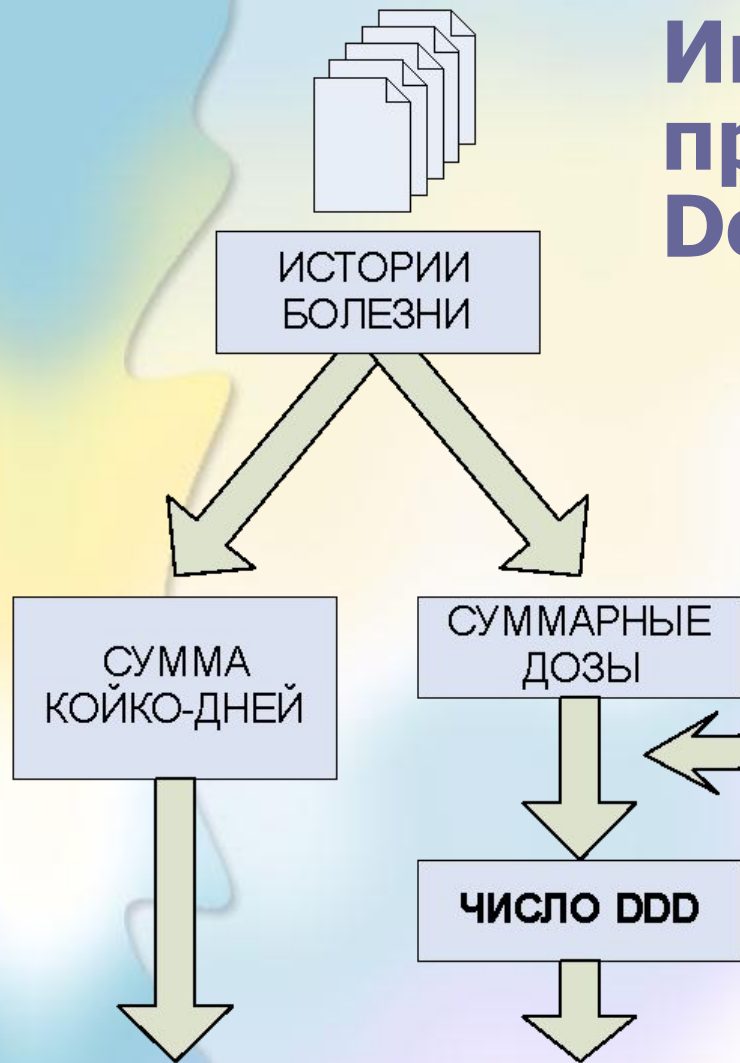 ИСТОРИИ
БОЛЕЗНИ
СУММА
КОЙКО-ДНЕЙ
СУММАРНЫЕ
ДОЗЫ
ЧИСЛО DDD